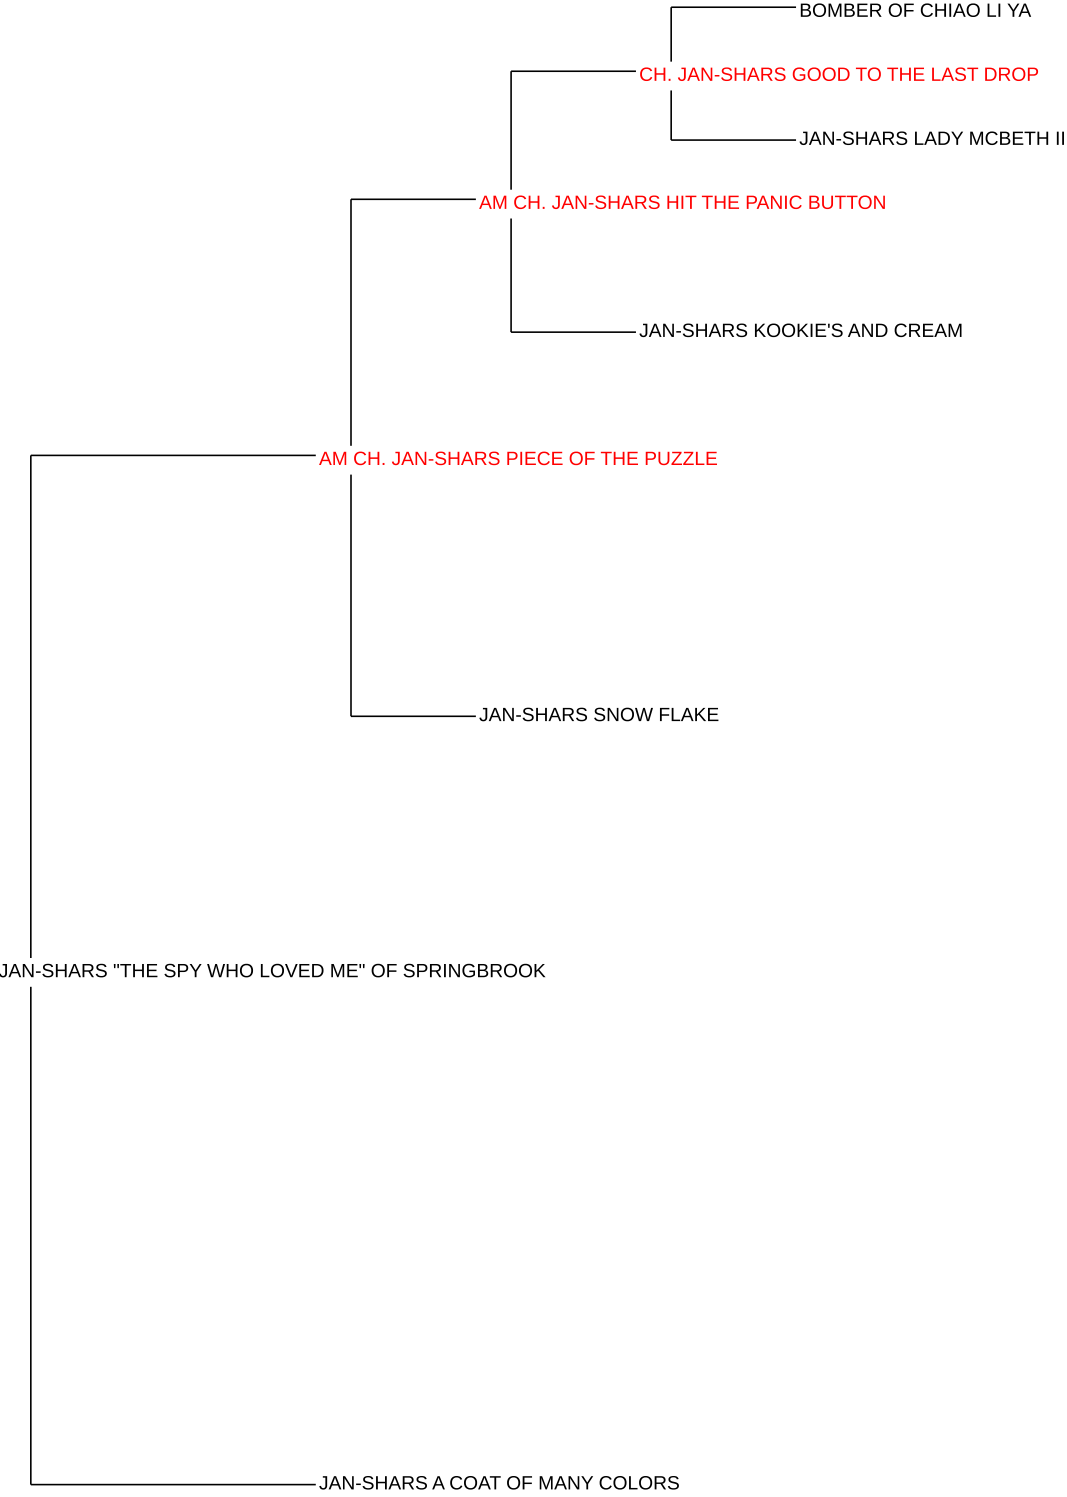 BOMBER OF CHIAO LI YA
CH. JAN-SHARS GOOD TO THE LAST DROP
JAN-SHARS LADY MCBETH II
AM CH. JAN-SHARS HIT THE PANIC BUTTON
JAN-SHARS KOOKIE'S AND CREAM
AM CH. JAN-SHARS PIECE OF THE PUZZLE
JAN-SHARS SNOW FLAKE
JAN-SHARS "THE SPY WHO LOVED ME" OF SPRINGBROOK
JAN-SHARS A COAT OF MANY COLORS